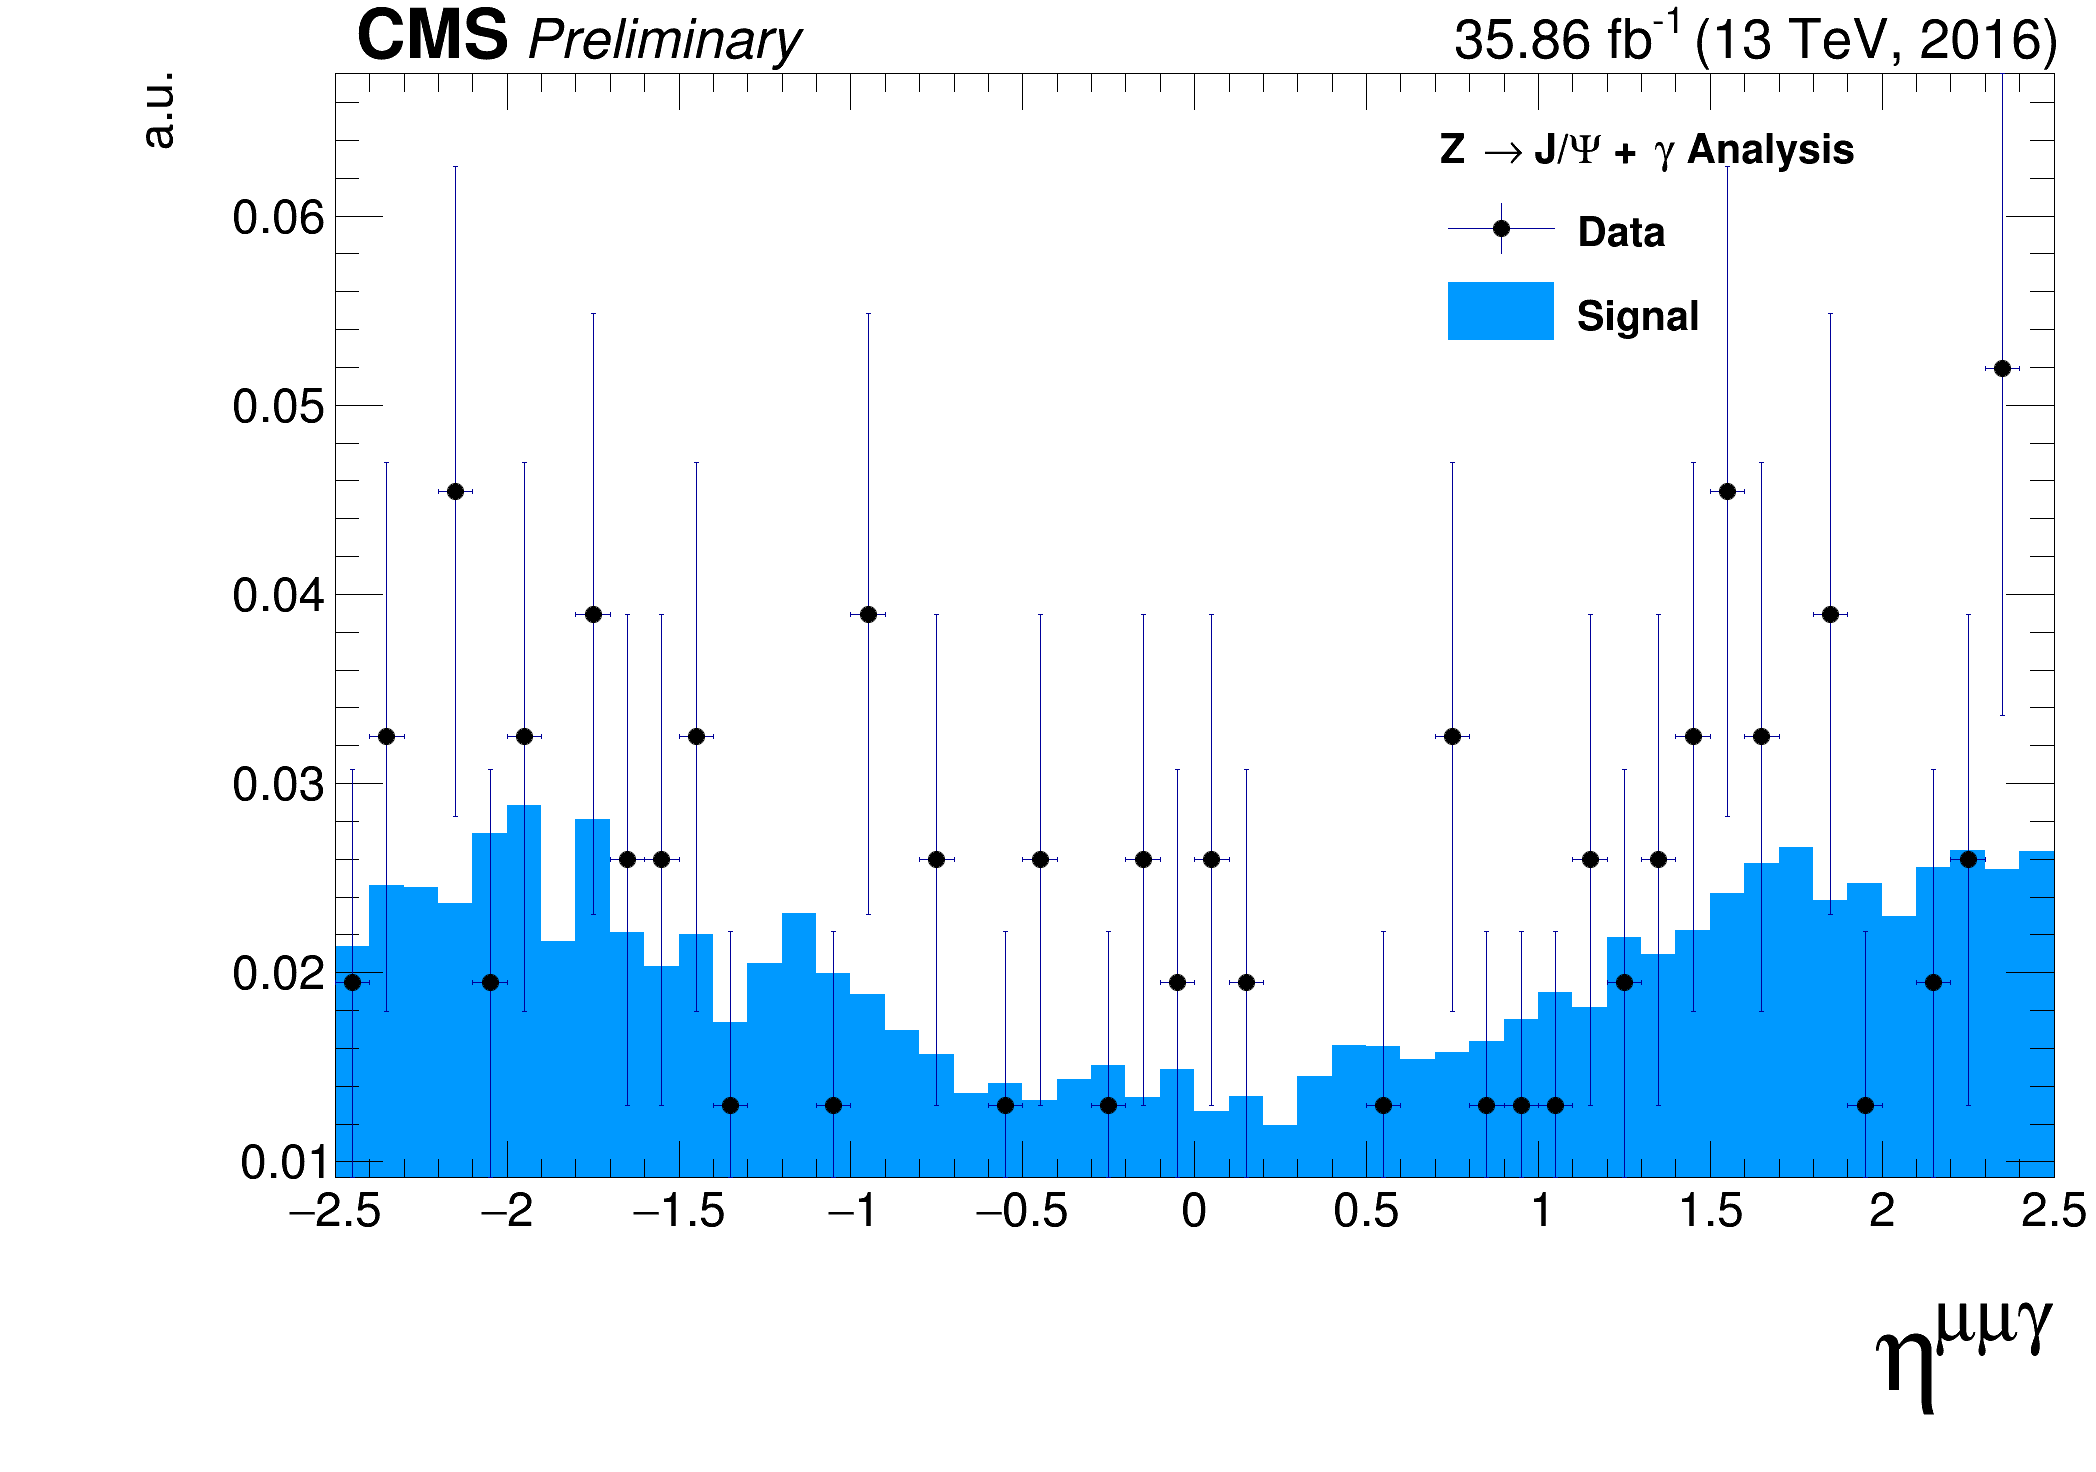 CMS Preliminary 35.86 fb⁻¹ (13 TeV, 2016)
a.u.
Z → J/Ψ + γ Analysis
Data
Signal
0.06
0.05
0.04
0.03
0.02
0.01
−2.5 −2 −1.5 −1 −0.5 0 0.5 1 1.5 2 2.5
η^μμγ